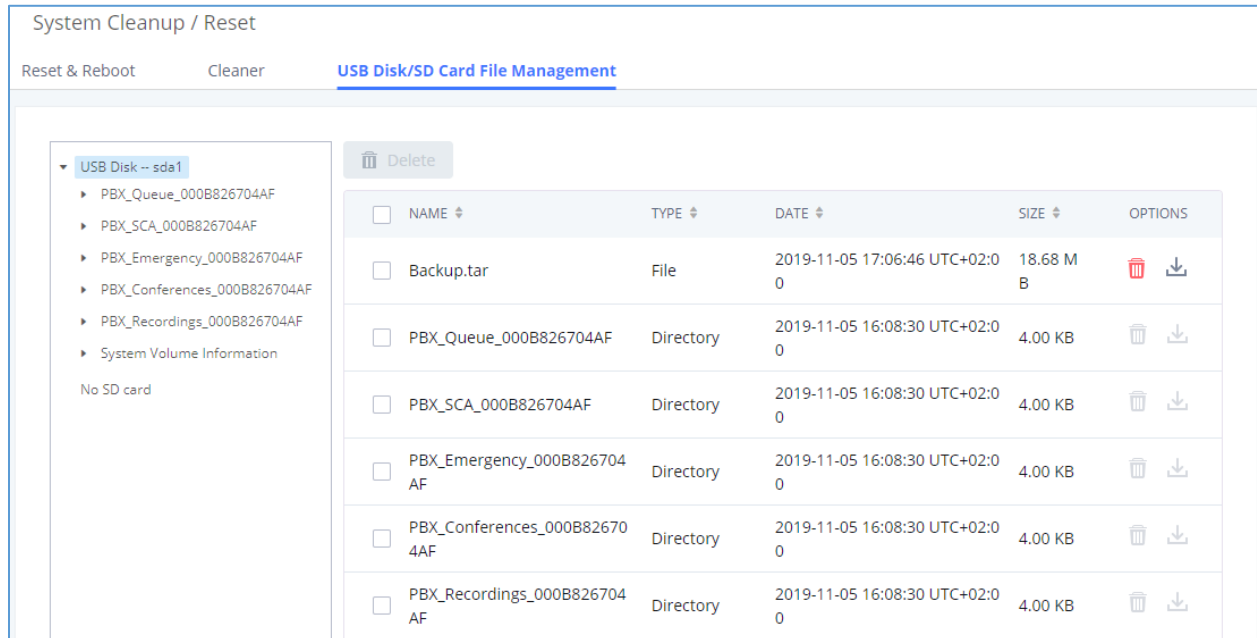 System Cleanup / Reset
Reset & Reboot Cleaner USB Disk/SD Card File Management
USB Disk -- sda1
PBX_Queue_000B826704AF
PBX_SCA_000B826704AF
PBX_Emergency_000B826704AF
PBX_Conferences_000B826704AF
PBX_Recordings_000B826704AF
System Volume Information
No SD card
Delete
NAME TYPE DATE SIZE OPTIONS
Backup.tar File 2019-11-05 17:06:46 UTC+02:0 18.68 M
0 B
PBX_Queue_000B826704AF Directory 2019-11-05 16:08:30 UTC+02:0 4.00 KB
0
PBX_SCA_000B826704AF Directory 2019-11-05 16:08:30 UTC+02:0 4.00 KB
0
PBX_Emergency_000B826704 Directory 2019-11-05 16:08:30 UTC+02:0 4.00 KB
AF 0
PBX_Conferences_000B82670 Directory 2019-11-05 16:08:30 UTC+02:0 4.00 KB
4AF 0
PBX_Recordings_000B826704 Directory 2019-11-05 16:08:30 UTC+02:0 4.00 KB
AF 0